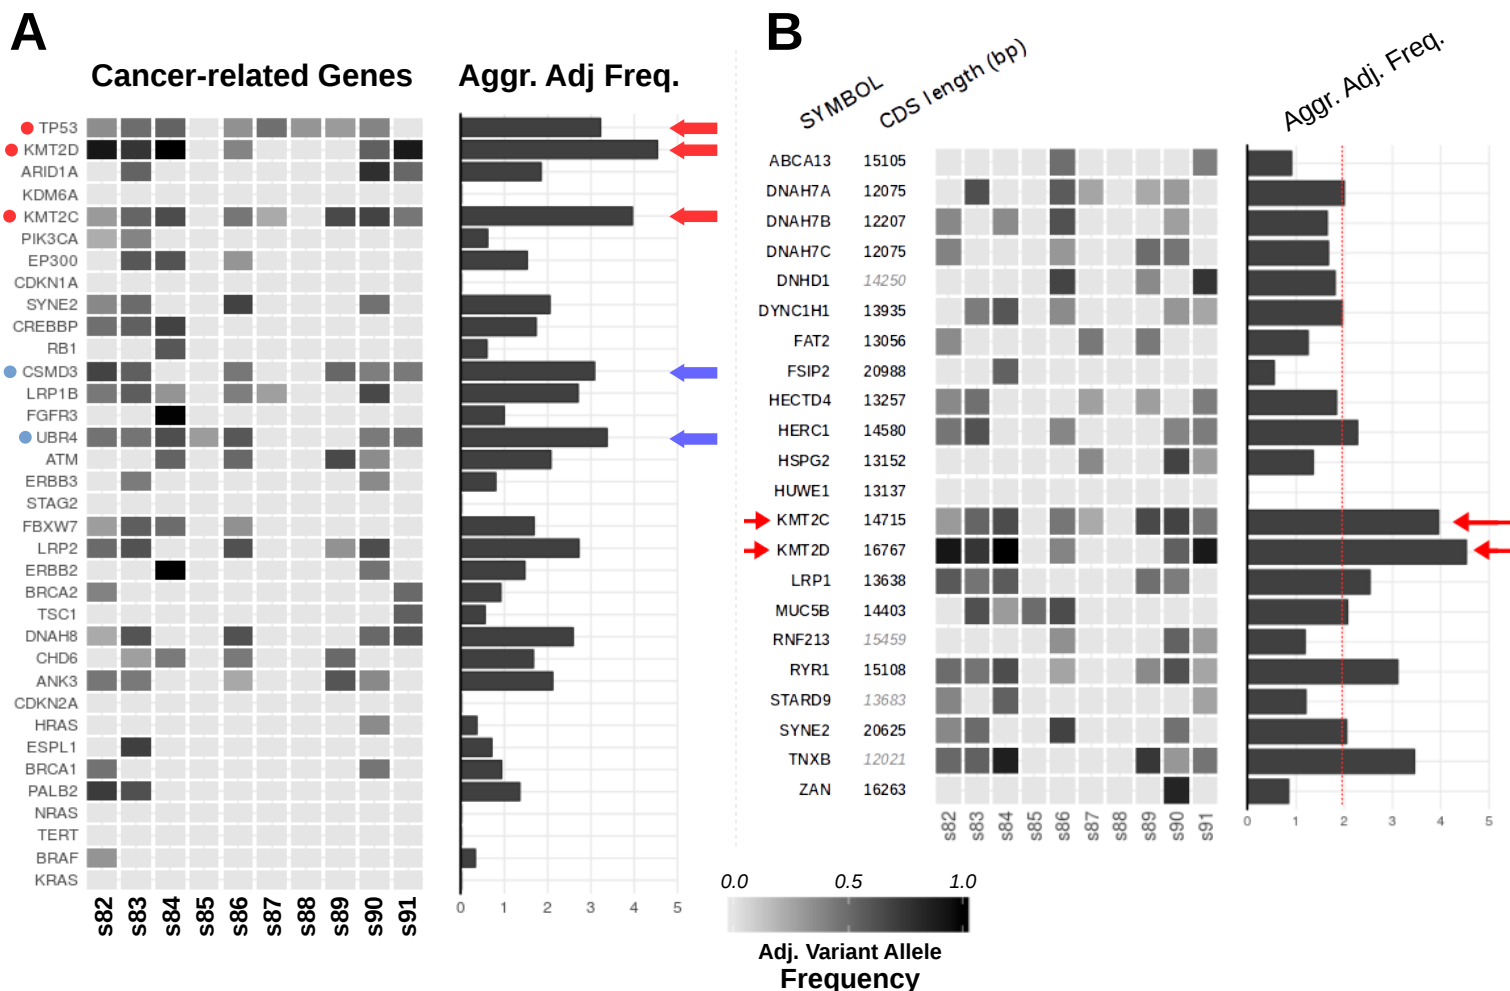 A
Cancer-related Genes
Aggr. Adj Freq.
TP53
KMT2D
ARID1A
KDM6A
KMT2C
PIK3CA
EP300
CDKN1A
SYNE2
CREBBP
RB1
CSMD3
LRP1B
FGFR3
UBR4
ATM
ERBB3
STAG2
FBXW7
LRP2
ERBB2
BRCA2
TSC1
DNAH8
CHD6
ANK3
CDKN2A
HRAS
ESPL1
BRCA1
PALB2
NRAS
TERT
BRAF
KRAS
s82 s83 s84 s85 s86 s87 s88 s89 s90 s91
0 1 2 3 4 5
B
SYMBOL CDS length (bp)
Aggr. Adj. Freq.
ABCA13 15105
DNAH7A 12075
DNAH7B 12207
DNAH7C 12075
DNHD1 14250
DYNC1H1 13935
FAT2 13056
FSIP2 20988
HECTD4 13257
HERC1 14580
HSPG2 13152
HUWE1 13137
KMT2C 14715
KMT2D 16767
LRP1 13638
MUC5B 14403
RNF213 15459
RYR1 15108
STARD9 13683
SYNE2 20625
TNXB 12021
ZAN 16263
s82 s83 s84 s85 s86 s87 s88 s89 s90 s91
0 1 2 3 4 5
0.0 0.5 1.0
Adj. Variant Allele
Frequency